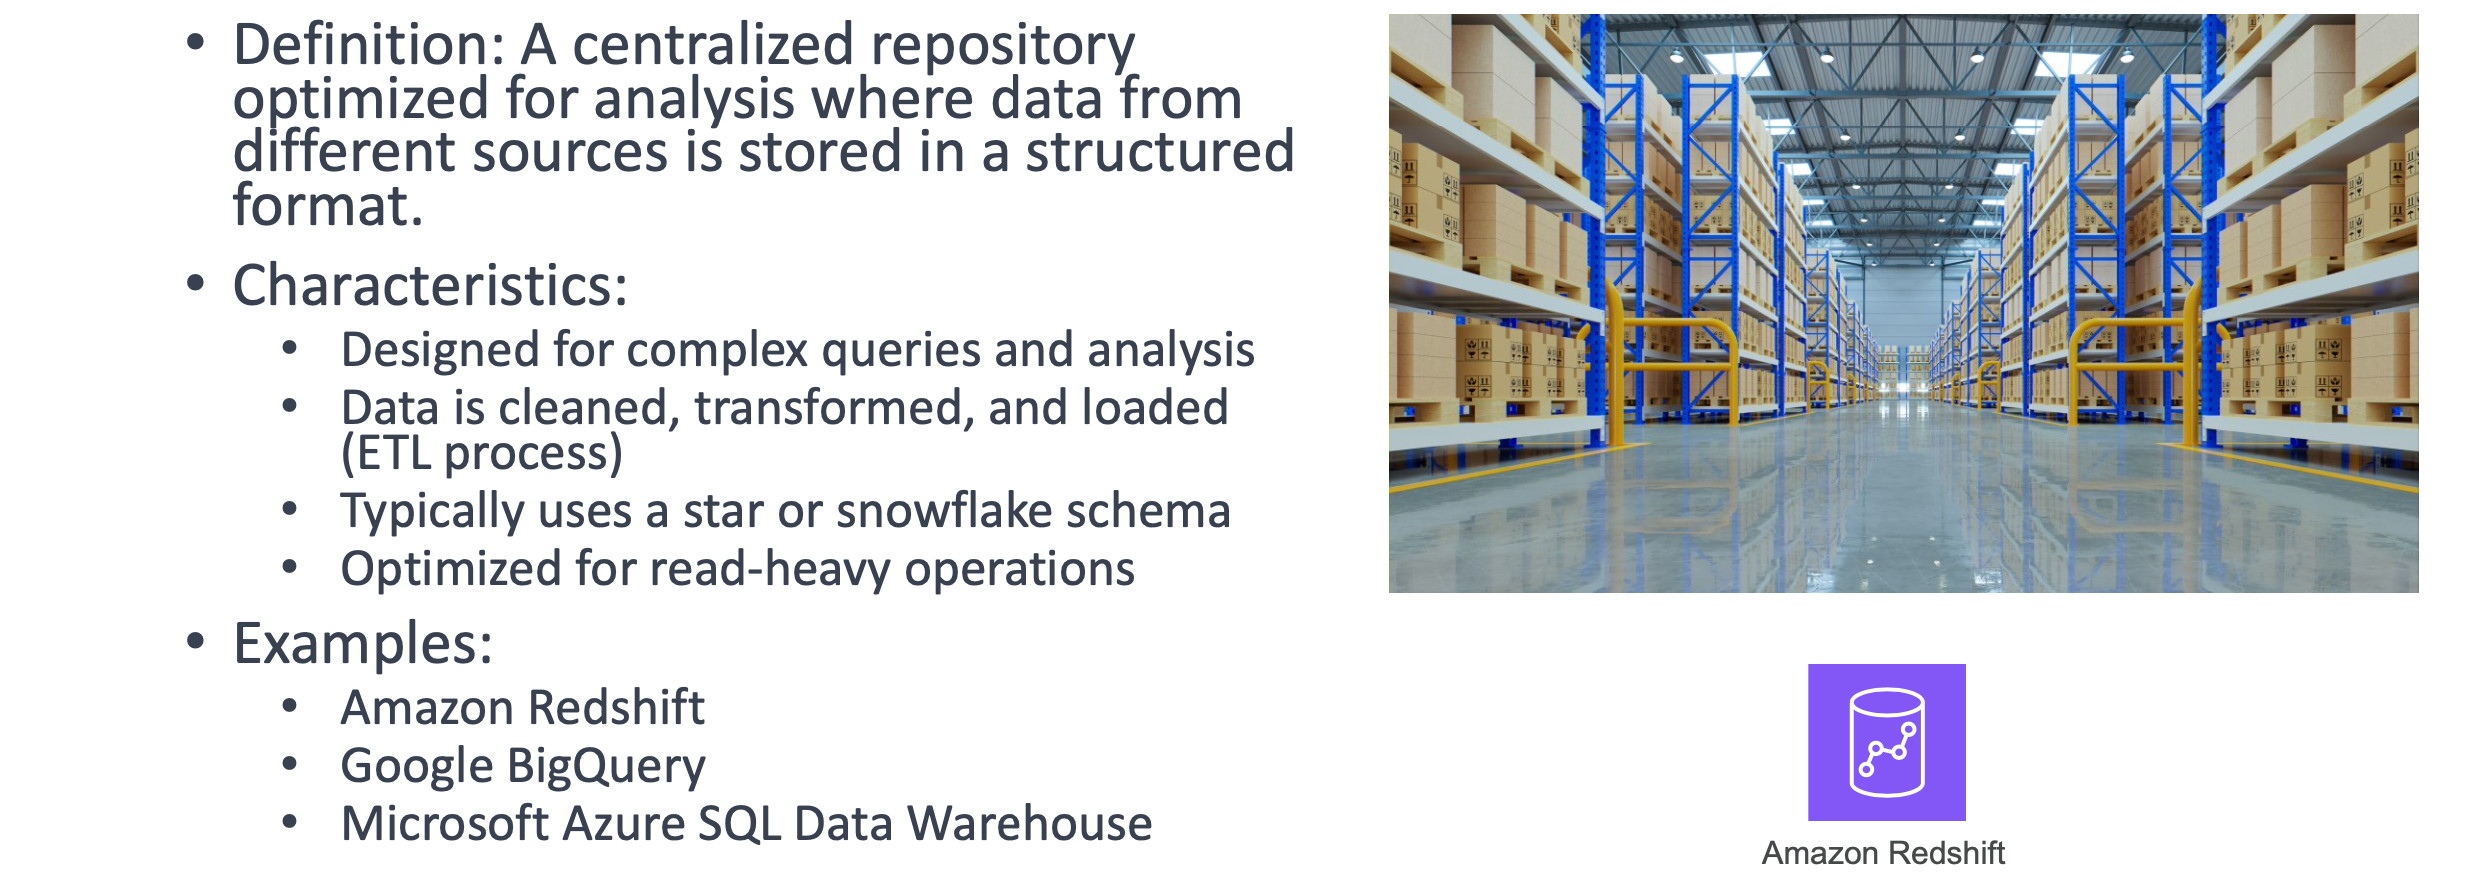 • Definition: A centralized repository
optimized for analysis where data from
different sources is stored in a structured
format.
• Characteristics:
• Designed for complex queries and analysis
• Data is cleaned, transformed, and loaded
(ETL process)
• Typically uses a star or snowflake schema
• Optimized for read-heavy operations
• Examples:
• Amazon Redshift
• Google BigQuery
• Microsoft Azure SQL Data Warehouse
Amazon Redshift